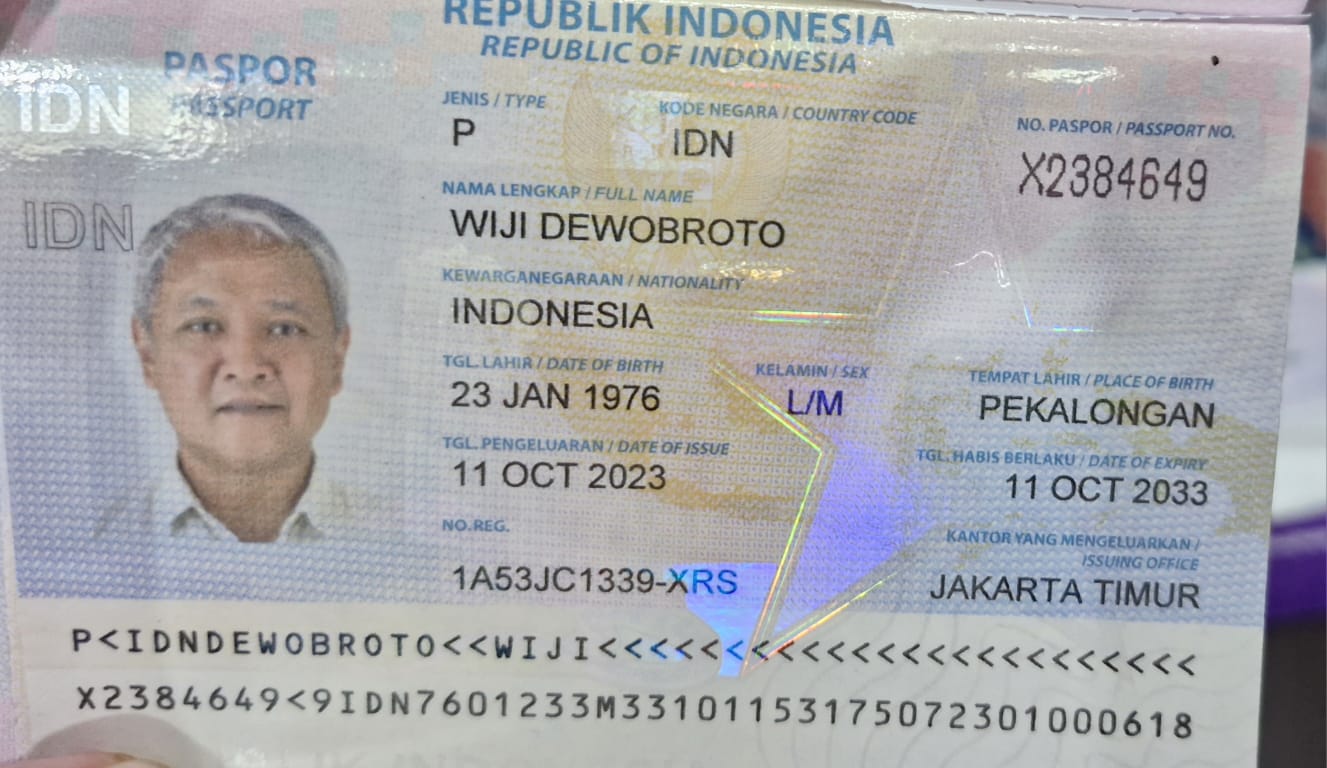 REPUBLIK INDONESIA
REPUBLIC OF INDONESIA
PASPOR
PASSPORT
IDN
IDN
JENIS / TYPE
P
KODE NEGARA / COUNTRY CODE
IDN
NO. PASPOR / PASSPORT NO.
X2384649
NAMA LENGKAP / FULL NAME
WIJI DEWOBROTO
KEWARGANEGARAAN / NATIONALITY
INDONESIA
TGL. LAHIR / DATE OF BIRTH
23 JAN 1976
KELAMIN / SEX
L/M
TEMPAT LAHIR / PLACE OF BIRTH
PEKALONGAN
TGL. PENGELUARAN / DATE OF ISSUE
11 OCT 2023
TGL. HABIS BERLAKU / DATE OF EXPIRY
11 OCT 2033
NO. REG.
1A53JC1339-XRS
KANTOR YANG MENGELUARKAN /
ISSUING OFFICE
JAKARTA TIMUR
P<IDNDEWOBROTO<<WIJI<<<<<<<<<<<<<<<<<<<<<<<<
X2384649<9IDN7601233M33101153175072301000618